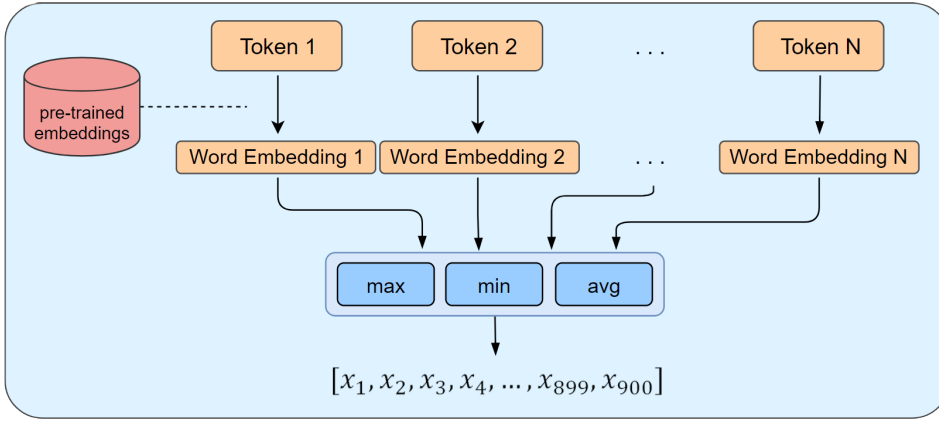 Token 1 Token 2 . . . Token N
pre-trained
embeddings
Word Embedding 1 Word Embedding 2 . . . Word Embedding N
max min avg
[x₁, x₂, x₃, x₄, ..., x₈₉₉, x₉₀₀]